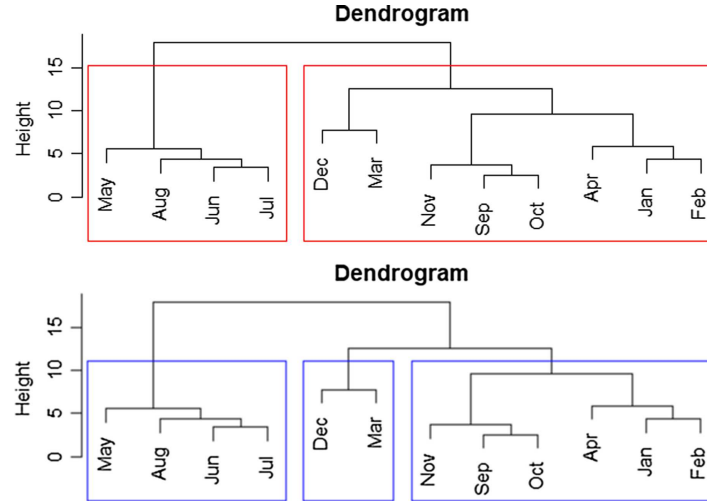 Dendrogram
Height
15
10
5
0
May
Aug
Jun
Jul
Dec
Mar
Nov
Sep
Oct
Apr
Jan
Feb
Dendrogram
Height
15
10
5
0
May
Aug
Jun
Jul
Dec
Mar
Nov
Sep
Oct
Apr
Jan
Feb